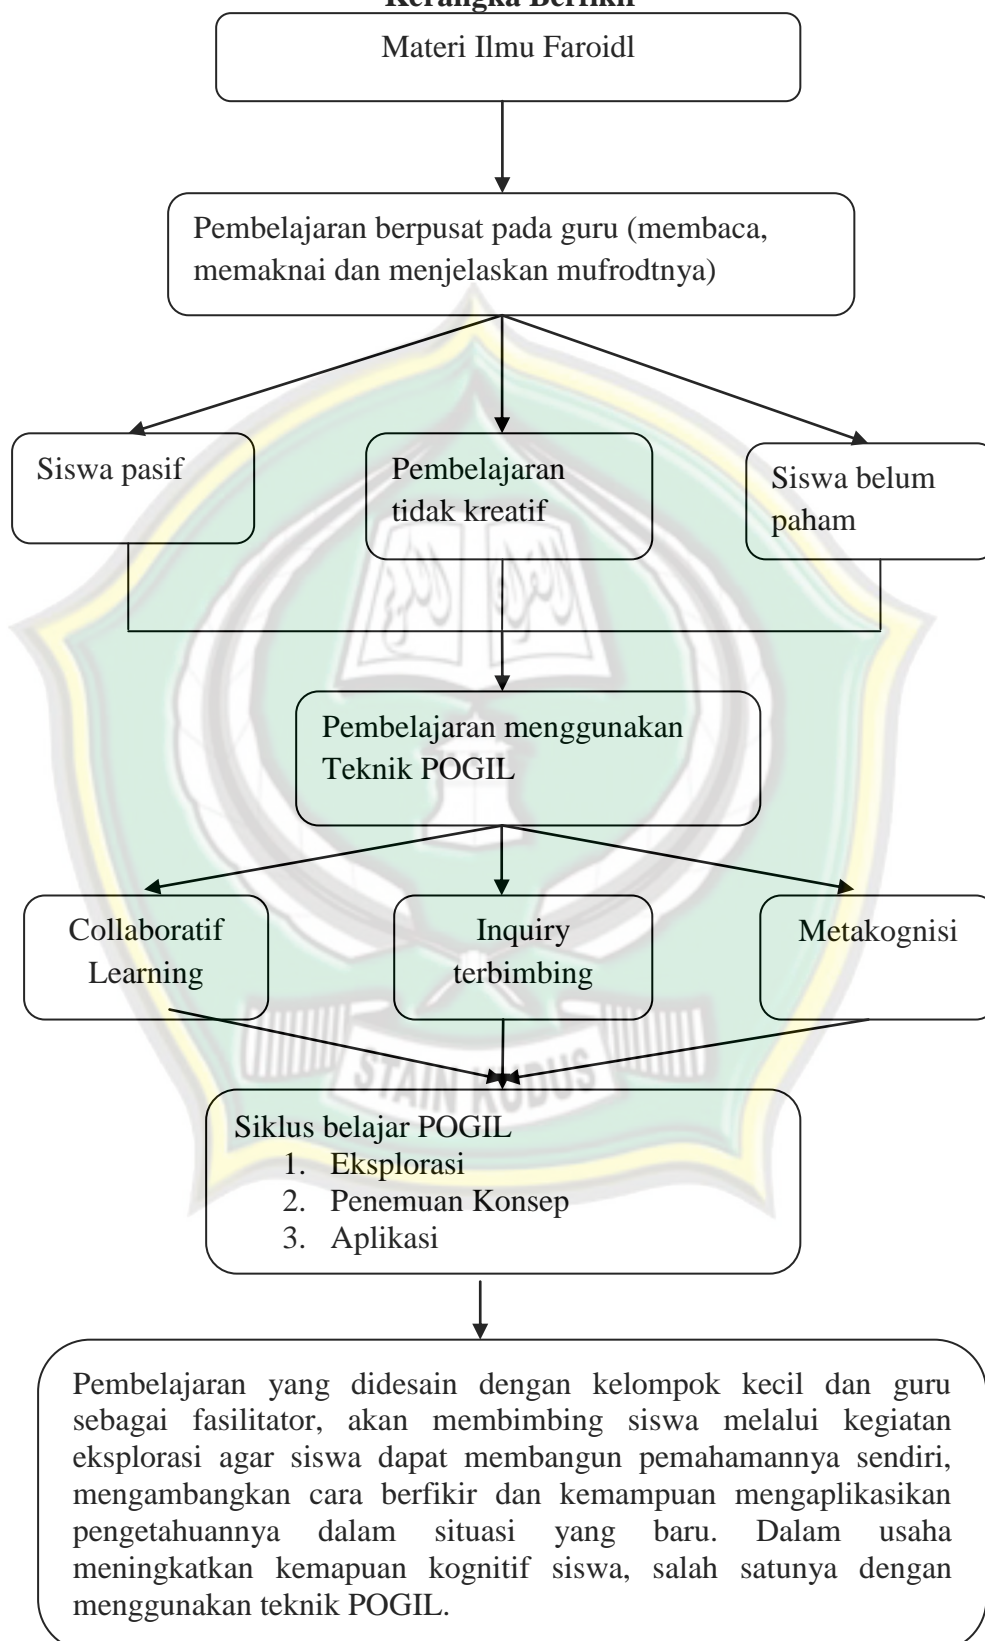 Kerangka Berfikir
Materi Ilmu Faroidl
Pembelajaran berpusat pada guru (membaca,
memaknai dan menjelaskan mufrodtnya)
Siswa pasif
Pembelajaran
tidak kreatif
Siswa belum
paham
Pembelajaran menggunakan
Teknik POGIL
Collaboratif
Learning
Inquiry
terbimbing
Metakognisi
STAIN KUDUS
Siklus belajar POGIL
1. Eksplorasi
2. Penemuan Konsep
3. Aplikasi
Pembelajaran yang didesain dengan kelompok kecil dan guru
sebagai fasilitator, akan membimbing siswa melalui kegiatan
eksplorasi agar siswa dapat membangun pemahamannya sendiri,
mengambangkan cara berfikir dan kemampuan mengaplikasikan
pengetahuannya dalam situasi yang baru. Dalam usaha
meningkatkan kemapuan kognitif siswa, salah satunya dengan
menggunakan teknik POGIL.